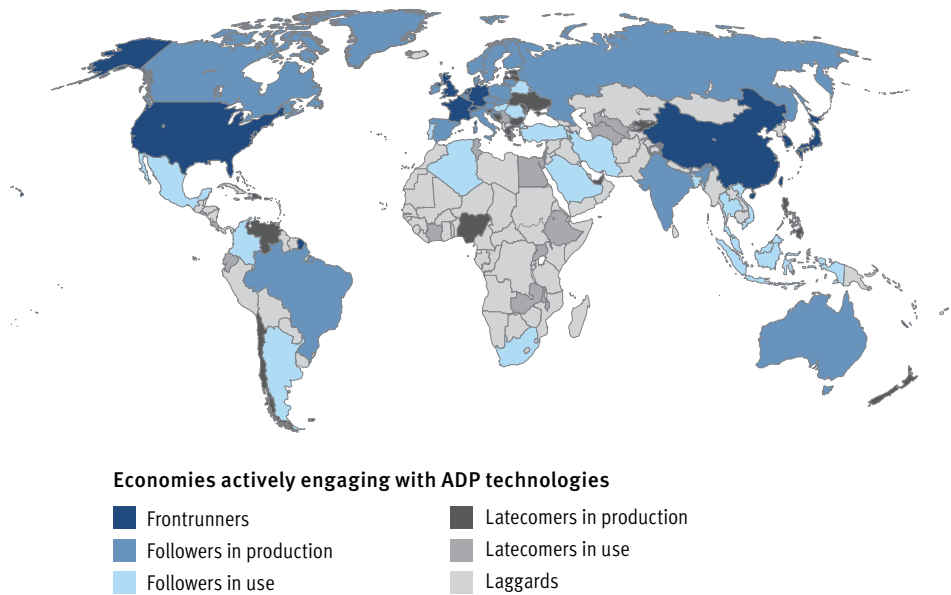 Economies actively engaging with ADP technologies
Frontrunners
Followers in production
Followers in use
Latecomers in production
Latecomers in use
Laggards